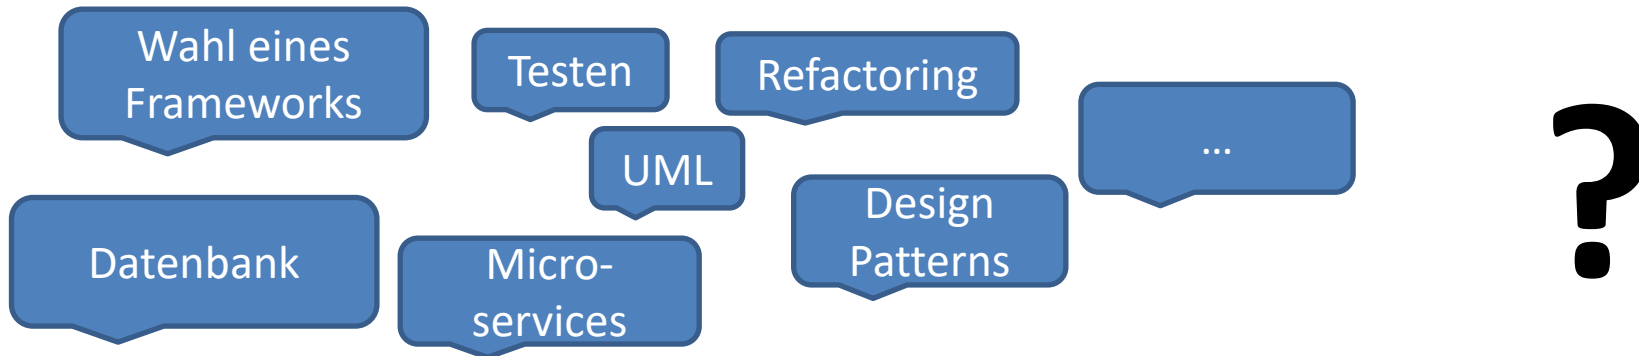 Wahl eines
Frameworks
Testen
Refactoring
...
?
UML
Design
Patterns
Datenbank
Micro-
services